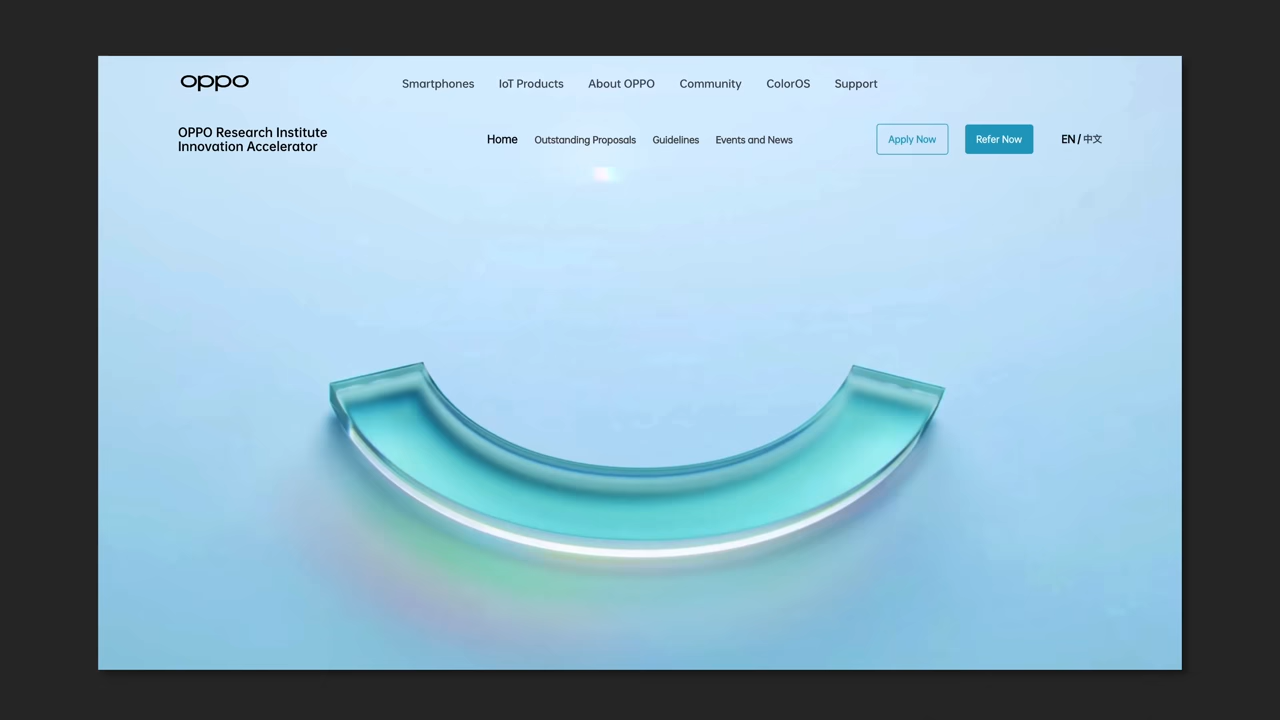 oppo
Smartphones IoT Products About OPPO Community ColorOS Support
OPPO Research Institute
Innovation Accelerator
Home Outstanding Proposals Guidelines Events and News Apply Now Refer Now EN / 中文